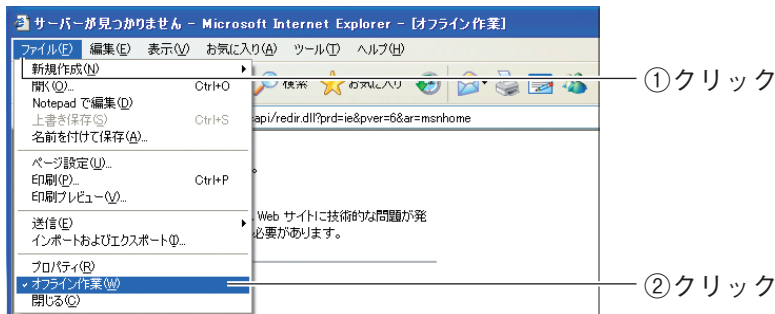 サーバーが見つかりません - Microsoft Internet Explorer - [オフライン作業]
ファイル(F) 編集(E) 表示(V) お気に入り(A) ツール(T) ヘルプ(H)
新規作成(N)
開く(O)... Ctrl+O
検索 お気に入り
①クリック
Notepad で編集(D)
上書き保存(S) Ctrl+S
api/redir.dll?prd=ie&pver=6&ar=msnhome
名前を付けて保存(A)...
ページ設定(U)...
印刷(P)... Ctrl+P
印刷プレビュー(V)...
送信(E)
Web サイトに技術的な問題が発
インポートおよびエクスポート(I)...
必要があります。
プロパティ(R)
オフライン作業(W)
②クリック
閉じる(C)